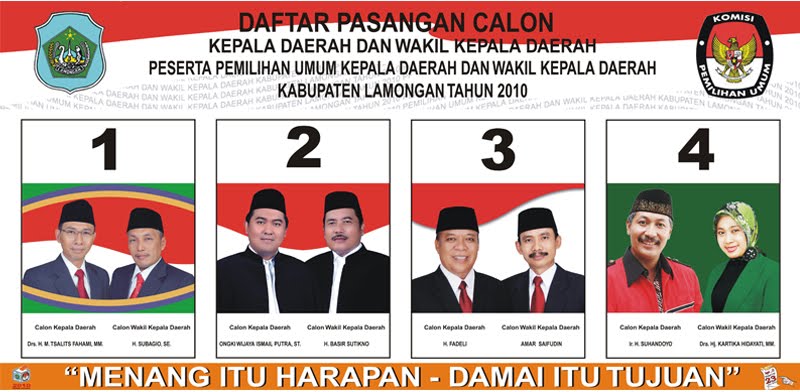 DAFTAR PASANGAN CALON
KEPALA DAERAH DAN WAKIL KEPALA DAERAH
PESERTA PEMILIHAN UMUM KEPALA DAERAH DAN WAKIL KEPALA DAERAH
KABUPATEN LAMONGAN TAHUN 2010
LAMONGAN
KOMISI
PEMILIHAN UMUM
1
2
3
4
Calon Kepala Daerah
Calon Wakil Kepala Daerah
Drs. H. M. TSALITS FAHAMI, MM.
H. SUBAGIO, SE.
Calon Kepala Daerah
Calon Wakil Kepala Daerah
ONGKI WIJAYA ISMAIL PUTRA, ST.
H. BASIR SUTIKNO
Calon Kepala Daerah
Calon Wakil Kepala Daerah
H. FADELI
AMAR SAIFUDIN
Calon Kepala Daerah
Calon Wakil Kepala Daerah
Ir. H. SUHANDOYO
Drs. Hj. KARTIKA HIDAYATI, MM.
2010
"MENANG ITU HARAPAN - DAMAI ITU TUJUAN"
23